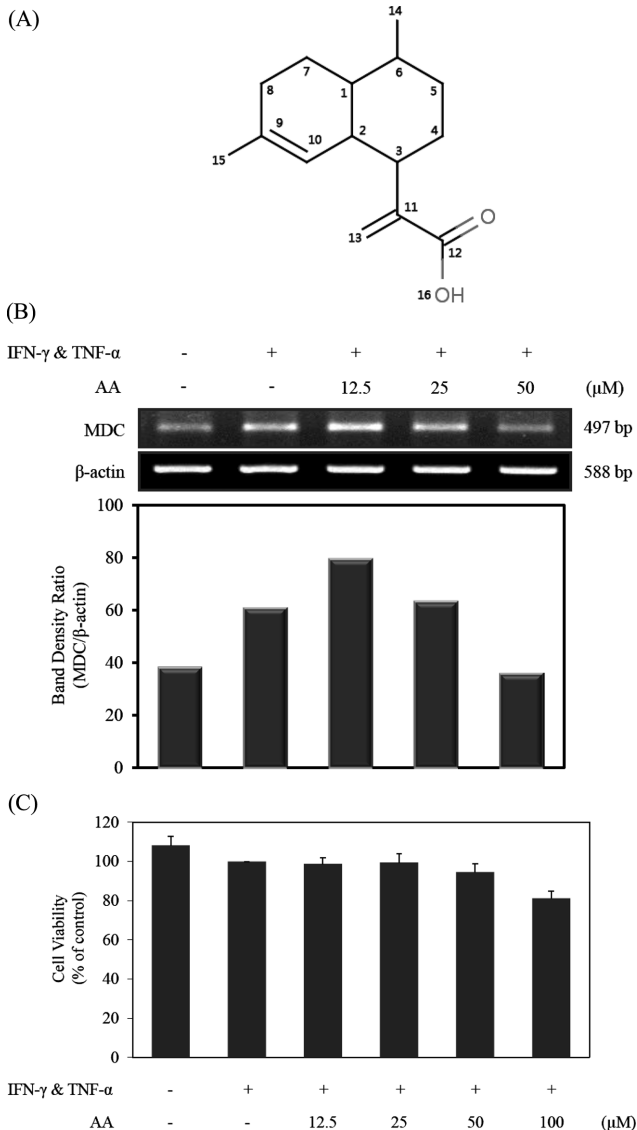 (A)
14
7
6
8
1
5
9
10
2
4
15
3
11
13
O
12
16 OH
(B)
IFN-γ & TNF-α - + + + +
AA - - 12.5 25 50 (μM)
MDC 497 bp
β-actin 588 bp
100
80
60
40
20
0
Band Density Ratio
(MDC/β-actin)
(C)
120
100
80
60
40
20
0
Cell Viability
(% of control)
IFN-γ & TNF-α - + + + + +
AA - - 12.5 25 50 100 (μM)